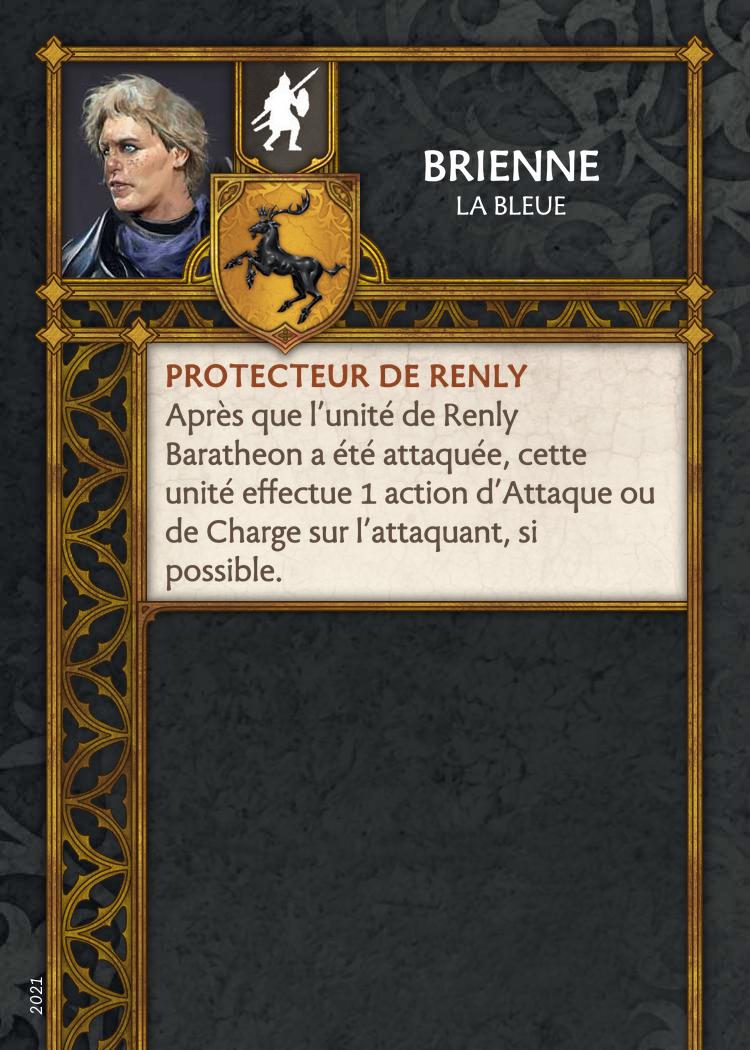 BRIENNE
LA BLEUE
PROTECTEUR DE RENLY
Après que l’unité de Renly
Baratheon a été attaquée, cette
unité effectue 1 action d’Attaque ou
de Charge sur l’attaquant, si
possible.
2021